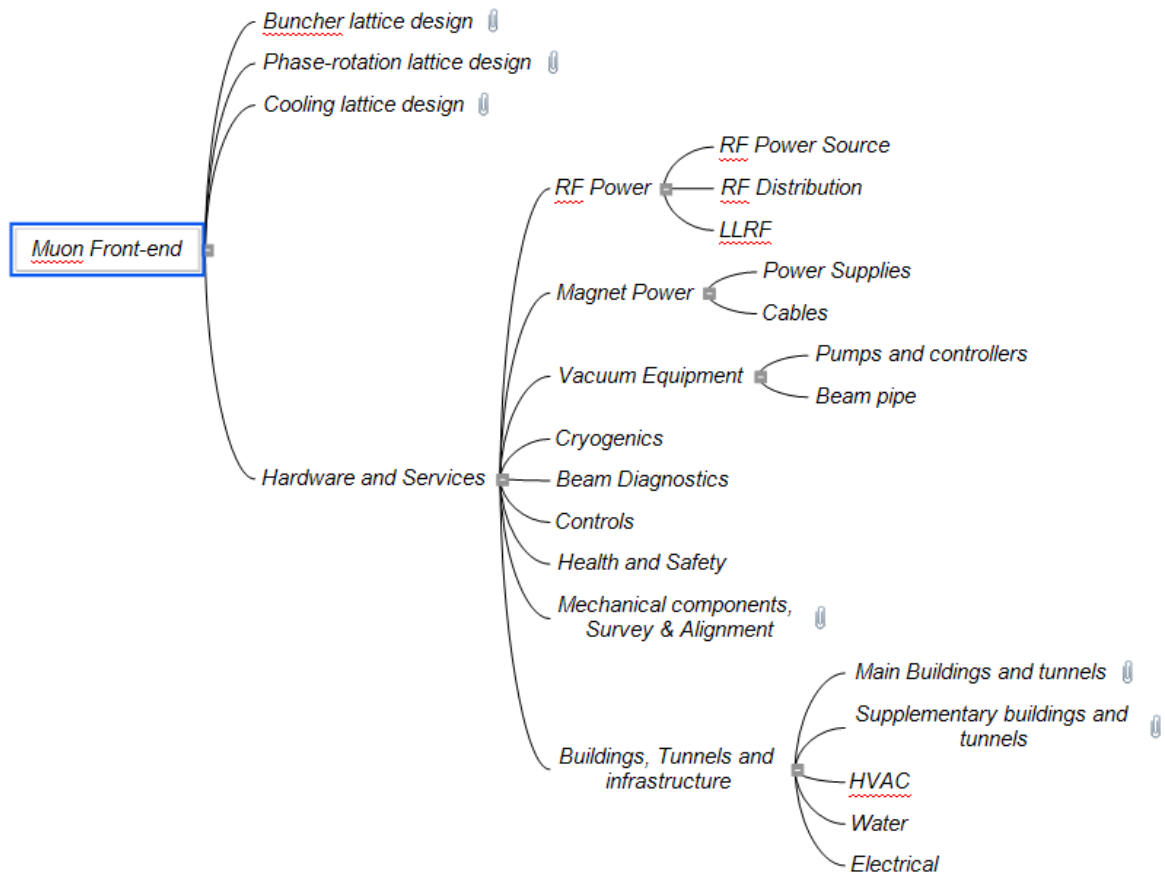 Buncher lattice design
Phase-rotation lattice design
Cooling lattice design
RF Power Source
RF Power
RF Distribution
LLRF
Muon Front-end
Power Supplies
Magnet Power
Cables
Pumps and controllers
Vacuum Equipment
Beam pipe
Cryogenics
Hardware and Services
Beam Diagnostics
Controls
Health and Safety
Mechanical components,
Survey & Alignment
Main Buildings and tunnels
Supplementary buildings and
tunnels
Buildings, Tunnels and
infrastructure
HVAC
Water
Electrical